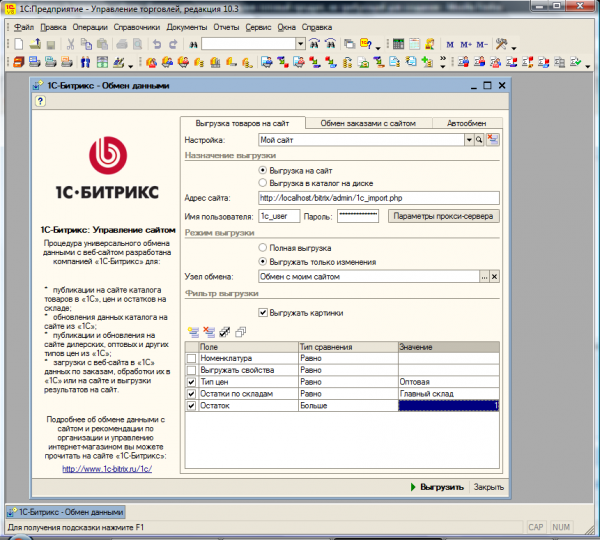 1С:Предприятие - Управление торговлей, редакция 10.3
Файл Правка Операции Справочники Документы Отчеты Сервис Окна Справка
M M+ M-
1С-Битрикс - Обмен данными
?
1С-БИТРИКС
1С-Битрикс: Управление сайтом
Процедура универсального обмена
данными с веб-сайтом разработана
компанией «1С-Битрикс» для:
* публикации на сайте каталога
товаров в «1С», цен и остатков на
складе;
* обновления данных каталога на
сайте из «1С»;
* публикации и обновления на
сайте дилерских, оптовых и других
типов цен из «1С»;
* загрузки с веб-сайта в «1С»
данных по заказам, обработки их в
«1С» или на сайте и выгрузки
результатов на сайт.
Подробнее об обмене данными с
сайтом и рекомендации по
организации и управлению
интернет-магазином вы можете
прочитать на сайте «1С-Битрикс»:
http://www.1c-bitrix.ru/1c/
Выгрузка товаров на сайт Обмен заказами с сайтом Автообмен
Настройка: Мой сайт
Назначение выгрузки
Выгрузка на сайт
Выгрузка в каталог на диске
Адрес сайта: http://localhost/bitrix/admin/1c_import.php
Имя пользователя: 1c_user Пароль: ************** Параметры прокси-сервера
Режим выгрузки
Полная выгрузка
Выгружать только изменения
Узел обмена: Обмен с моим сайтом ... x
Фильтр выгрузки
Выгружать картинки
Поле Тип сравнения Значение
Номенклатура Равно
Выгружать свойства Равно
Тип цен Равно Оптовая
Остатки по складам Равно Главный склад
Остаток Больше 1
Выгрузить Закрыть
1С-Битрикс - Обмен данными
Для получения подсказки нажмите F1 CAP NUM